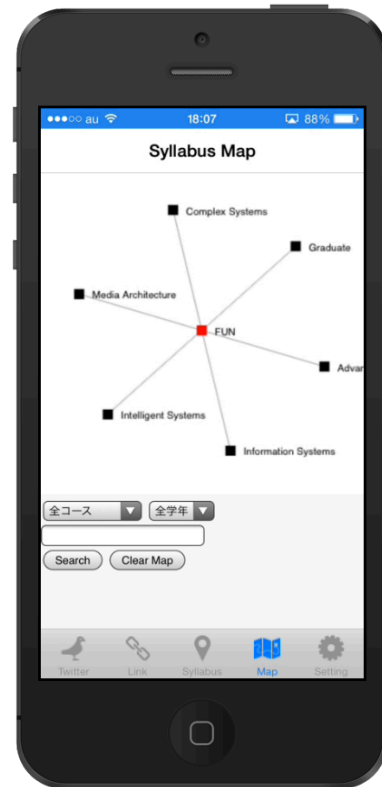 au 18:07 88%
Syllabus Map
Complex Systems
Graduate
Media Architecture
FUN
Advan
Intelligent Systems
Information Systems
全コース 全学年
Search Clear Map
Twitter Link Syllabus Map Setting